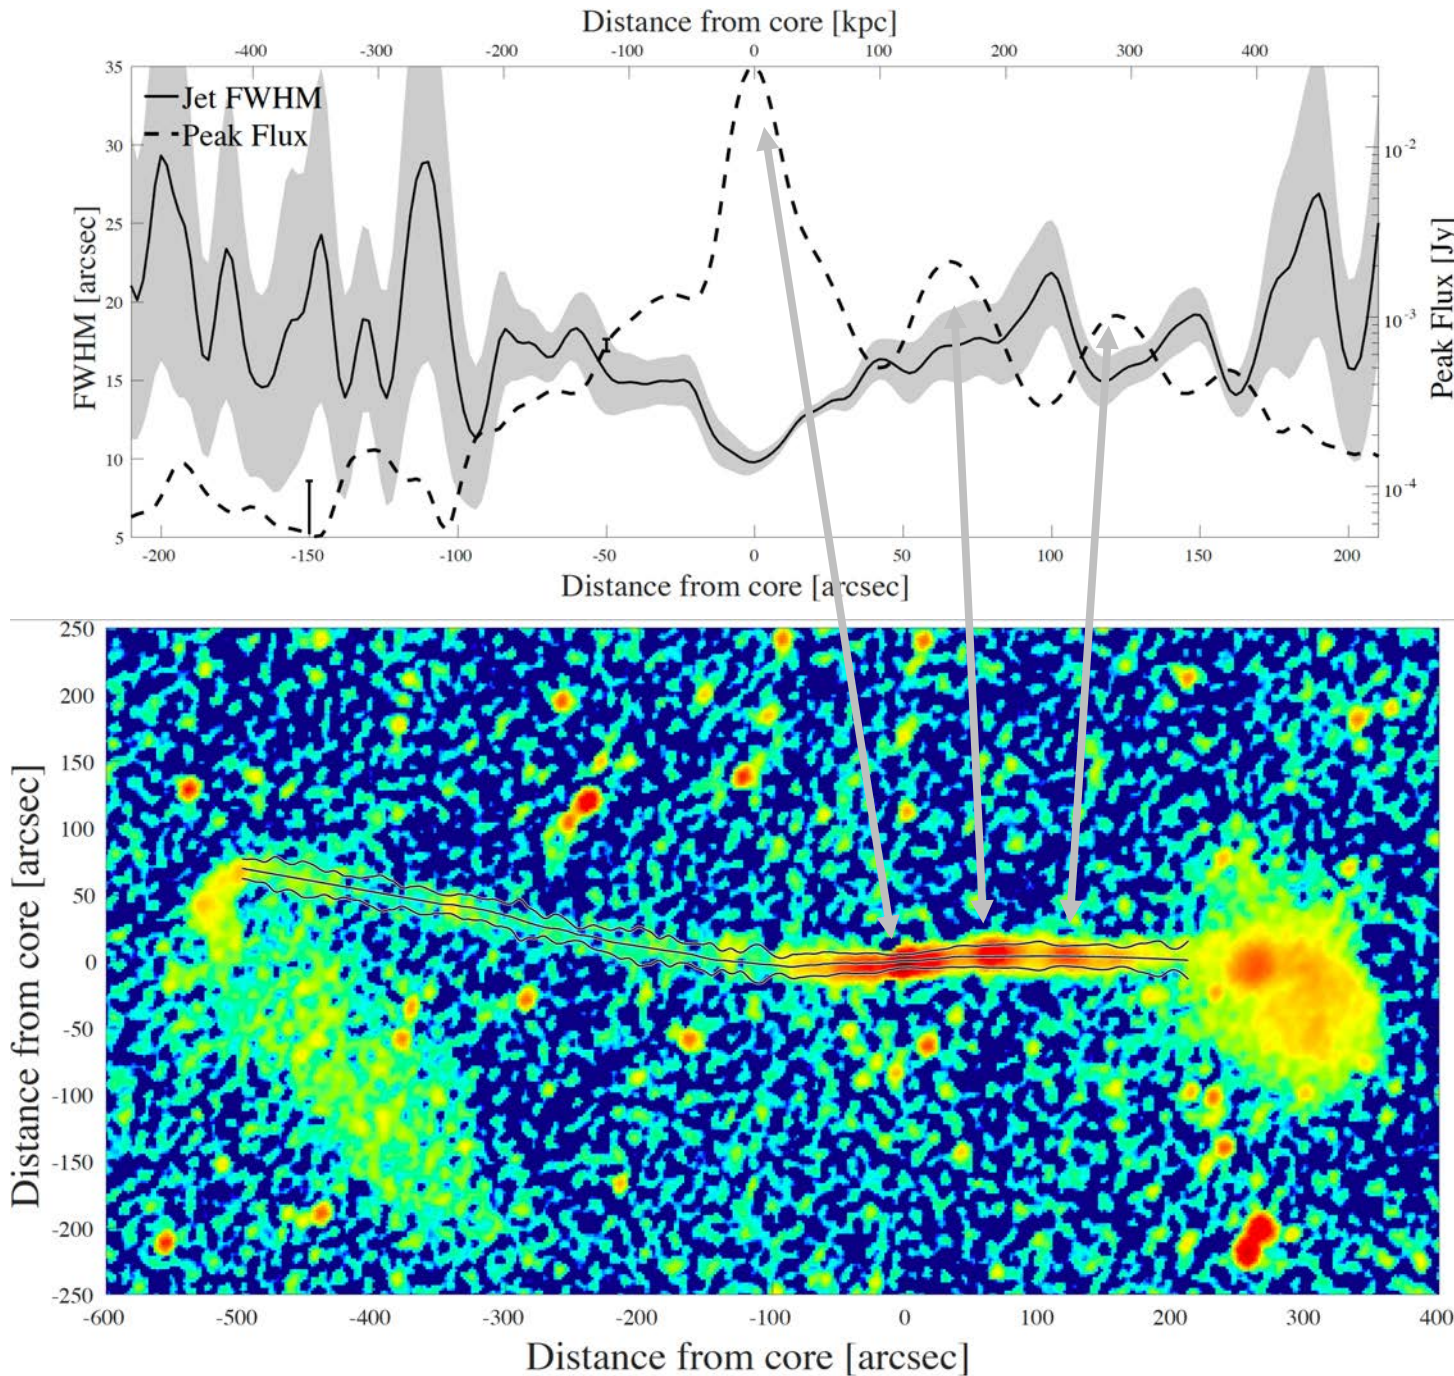 Distance from core [kpc]
-400 -300 -200 -100 0 100 200 300 400
35
30
25
20
15
10
5
FWHM [arcsec]
Jet FWHM
Peak Flux
10-2
10-3
10-4
Peak Flux [Jy]
-200 -150 -100 -50 0 50 100 150 200
Distance from core [arcsec]
250
200
150
100
50
0
-50
-100
-150
-200
-250
Distance from core [arcsec]
-600 -500 -400 -300 -200 -100 0 100 200 300 400
Distance from core [arcsec]